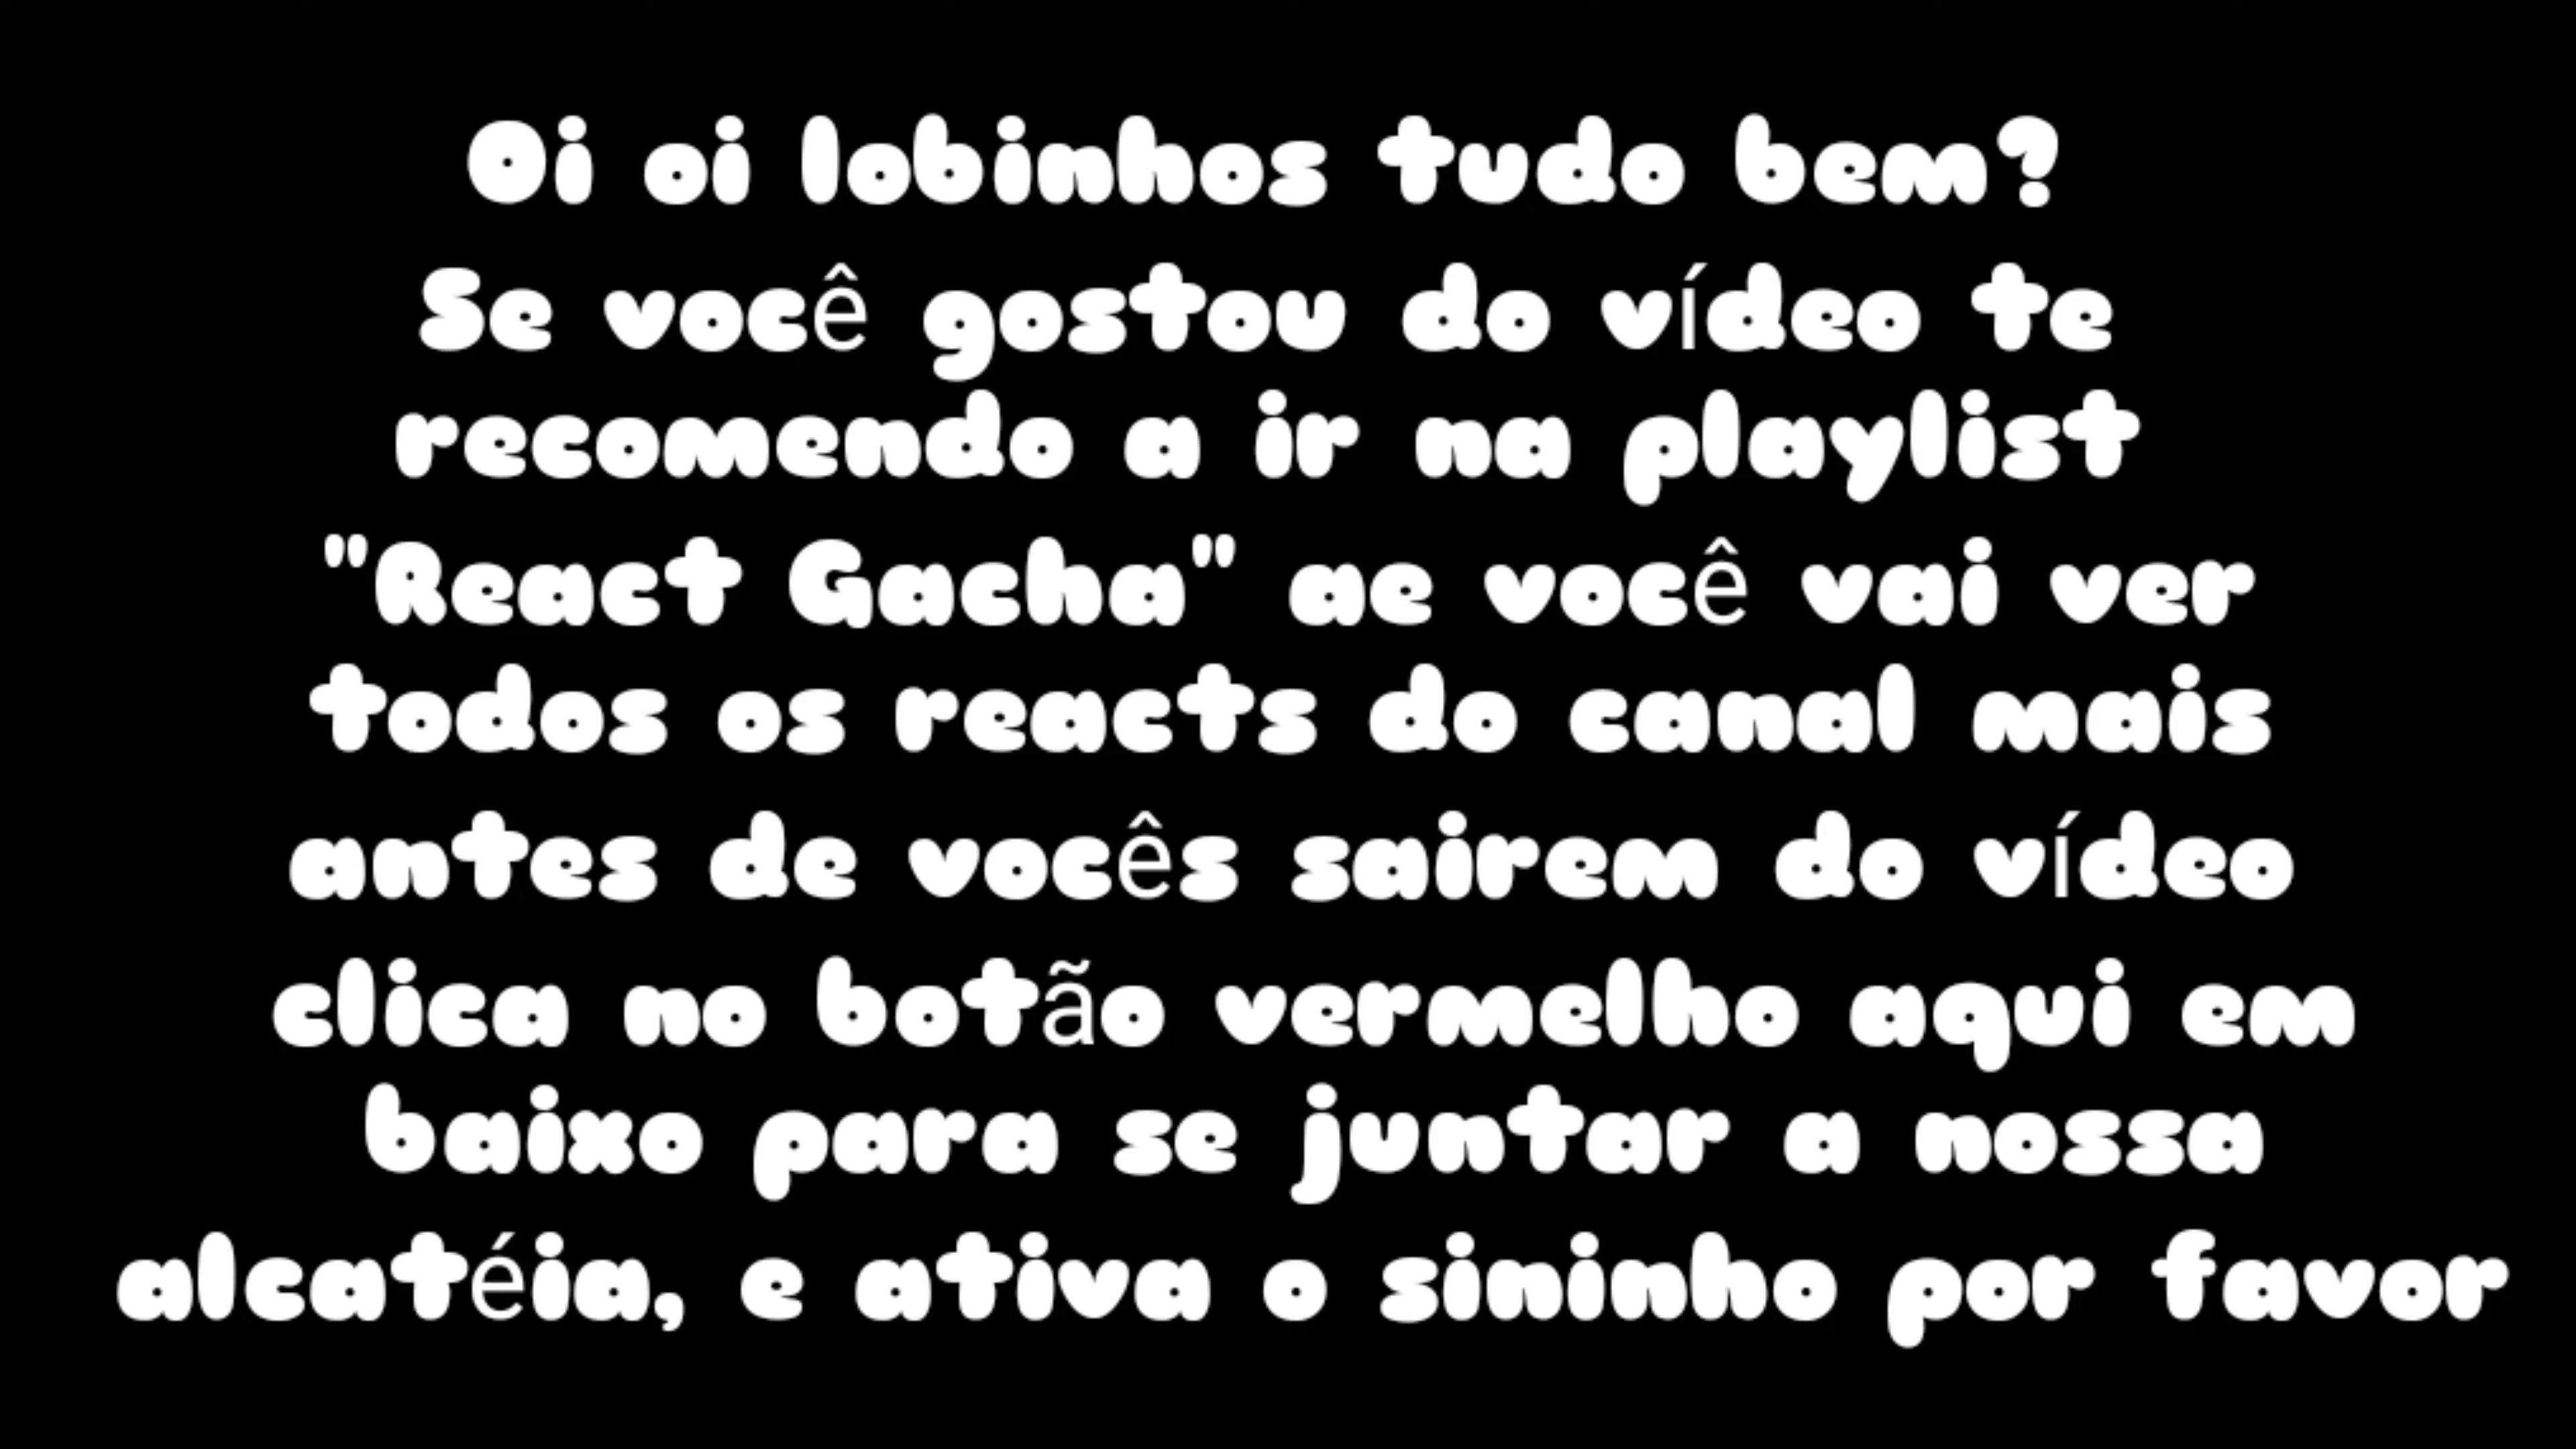 Oi oi lobinhos tudo bem?
Se você gostou do vídeo te
recomendo a ir na playlist
"React Gacha" ae você vai ver
todos os reacts do canal mais
antes de vocês sairem do vídeo
clica no botão vermelho aqui em
baixo para se juntar a nossa
alcatéia, e ativa o sininho por favor